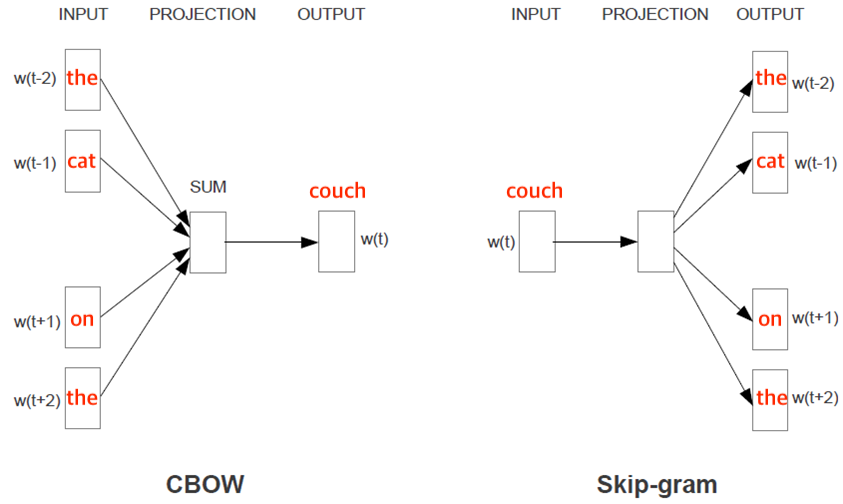 INPUT PROJECTION OUTPUT
w(t-2) the
w(t-1) cat
SUM
couch
w(t)
w(t+1) on
w(t+2) the
CBOW
INPUT PROJECTION OUTPUT
the w(t-2)
cat w(t-1)
couch
w(t)
on w(t+1)
the w(t+2)
Skip-gram